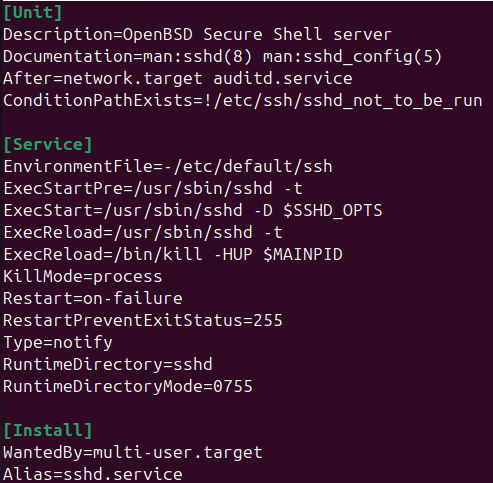 [Unit]
Description=OpenBSD Secure Shell server
Documentation=man:sshd(8) man:sshd_config(5)
After=network.target auditd.service
ConditionPathExists=!/etc/ssh/sshd_not_to_be_run

[Service]
EnvironmentFile=-/etc/default/ssh
ExecStartPre=/usr/sbin/sshd -t
ExecStart=/usr/sbin/sshd -D $SSHD_OPTS
ExecReload=/usr/sbin/sshd -t
ExecReload=/bin/kill -HUP $MAINPID
KillMode=process
Restart=on-failure
RestartPreventExitStatus=255
Type=notify
RuntimeDirectory=sshd
RuntimeDirectoryMode=0755

[Install]
WantedBy=multi-user.target
Alias=sshd.service